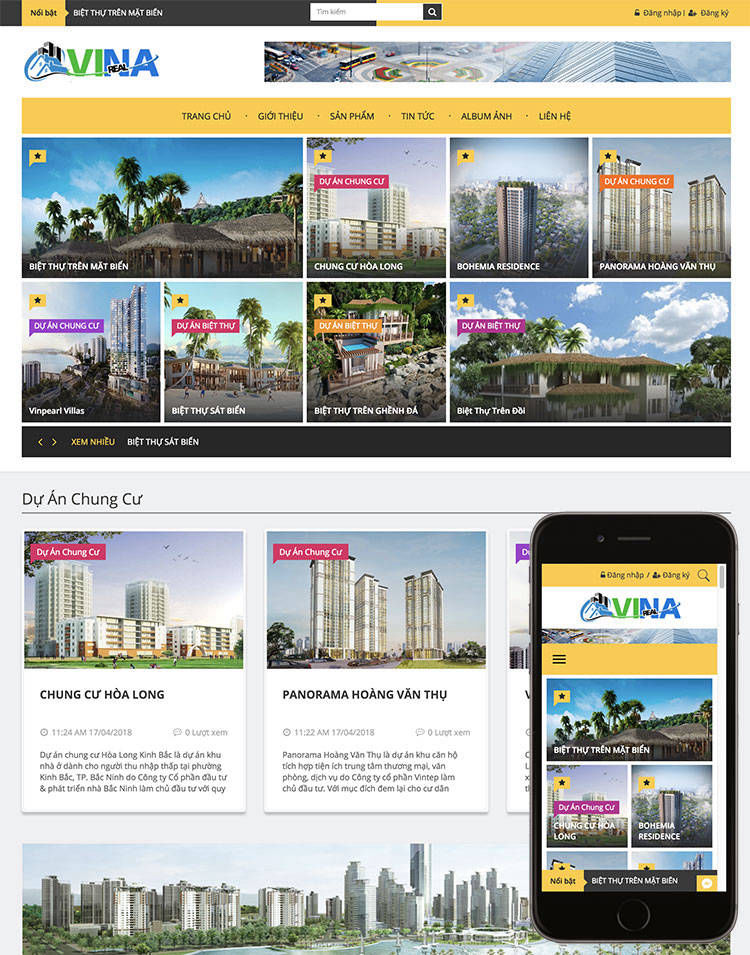 Nổi bật
BIỆT THỰ TRÊN MẶT BIỂN
Tìm kiếm
Đăng nhập | Đăng ký
VINA
REAL
TRANG CHỦ · GIỚI THIỆU · SẢN PHẨM · TIN TỨC · ALBUM ẢNH · LIÊN HỆ
BIỆT THỰ TRÊN MẶT BIỂN
DỰ ÁN CHUNG CƯ
CHUNG CƯ HÒA LONG
BOHEMIA RESIDENCE
DỰ ÁN CHUNG CƯ
PANORAMA HOÀNG VĂN THỤ
DỰ ÁN CHUNG CƯ
Vinpearl Villas
DỰ ÁN BIỆT THỰ
BIỆT THỰ SÁT BIỂN
DỰ ÁN BIỆT THỰ
BIỆT THỰ TRÊN GHỀNH ĐÁ
DỰ ÁN BIỆT THỰ
Biệt Thự Trên Đồi
XEM NHIỀU BIỆT THỰ SÁT BIỂN
Dự Án Chung Cư
Dự Án Chung Cư
CHUNG CƯ HÒA LONG
11:24 AM 17/04/2018 0 Lượt xem
Dự án chung cư Hòa Long Kinh Bắc là dự án khu
nhà ở dành cho người thu nhập thấp tại phường
Kinh Bắc, TP. Bắc Ninh do Công ty Cổ phần đầu tư
& phát triển nhà Bắc Ninh làm chủ đầu tư với quy
Dự Án Chung Cư
PANORAMA HOÀNG VĂN THỤ
11:22 AM 17/04/2018 0 Lượt xem
Panorama Hoàng Văn Thụ là dự án khu căn hộ
tích hợp tiện ích trung tâm thương mại, văn
phòng, dịch vụ do Công ty cổ phần Vintep làm
chủ đầu tư. Với mục đích đem lại cho cư dân
Đăng nhập / Đăng ký
VINA
REAL
BIỆT THỰ TRÊN MẶT BIỂN
Dự Án Chung Cư
CHUNG CƯ HÒA
LONG
BOHEMIA
RESIDENCE
Nổi bật
BIỆT THỰ TRÊN MẶT BIỂN